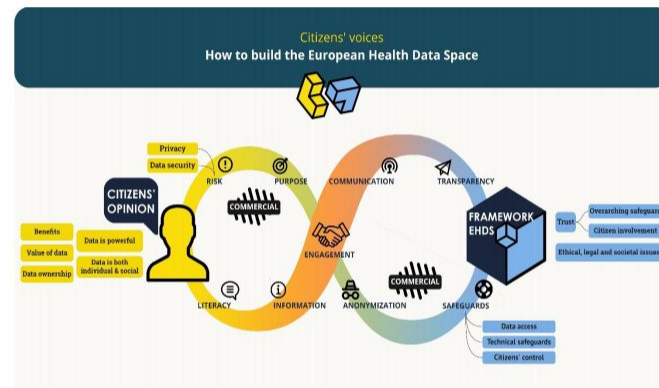 Citizens' voices
How to build the European Health Data Space
Privacy
Data security
RISK
PURPOSE
COMMUNICATION
TRANSPARENCY
CITIZENS'
OPINION
COMMERCIAL
FRAMEWORK
EHDS
Trust
Overarching safeguar
Citizen involvement
Ethical, legal and societal issues
Benefits
Value of data
Data ownership
Data is powerful
Data is both
individual & social
ENGAGEMENT
COMMERCIAL
LITERACY
INFORMATION
ANONYMIZATION
SAFEGUARDS
Data access
Technical safeguards
Citizens' control